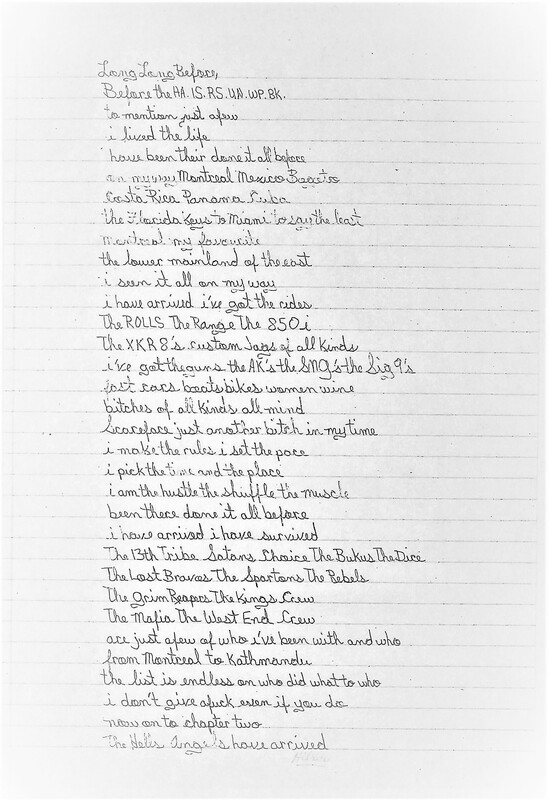 Long Long Before,
Before the AA. IS. RS. UN. WP. BK.
to mention just afew
i lived the life
have been their done it all before
on my way Montreal Mexico Bogoto
Costa Rica Panama Cuba
the Florida Keys to Miami to say the least
montreal my favourite
the lower mainland of the east
i seen it all on my way
i have arrived i've got the rides
The ROLLS The Range The 850i
The XKR8's custom Jags of all kinds
i've got the guns the AK's the SMG's the Sig 9's
fast cars boats bikes women wine
bitches of all kinds all mind
Scareface just another bitch in my time
i make the rules i set the pace
i pick the time and the place
i am the hustle the shuffle the muscle
been there done it all before
i have arrived i have survived
The 13th Tribe Satans Choice The Bukus The Dice
The Lost Braves The Spartons The Rebels
The Grim Reapers The Kings Crew
The Mafia The West End Crew
are just afew of who i've been with and who
from Montreal to Kathmandu
the list is endless on who did what to who
i don't give afuck even if you do
now on to chapter two
The Hells Angels have arrived